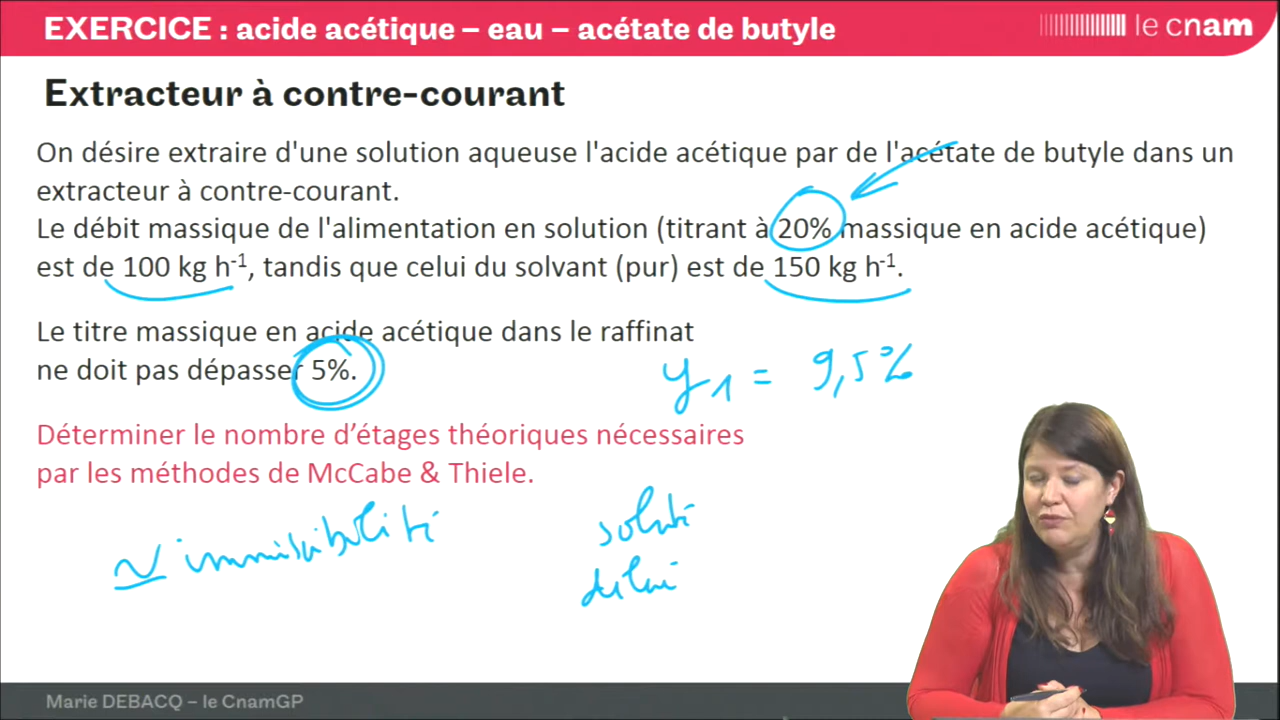 EXERCICE : acide acétique – eau – acétate de butyle
le cnam
Extracteur à contre-courant
On désire extraire d'une solution aqueuse l'acide acétique par de l'acétate de butyle dans un
extracteur à contre-courant.
Le débit massique de l'alimentation en solution (titrant à 20% massique en acide acétique)
est de 100 kg h-1, tandis que celui du solvant (pur) est de 150 kg h-1.
Le titre massique en acide acétique dans le raffinat
ne doit pas dépasser 5%.
y1 = 9,5%
Déterminer le nombre d'étages théoriques nécessaires
par les méthodes de McCabe & Thiele.
≃ immiscibilité
soluté
dilué
Marie DEBACQ – le CnamGP